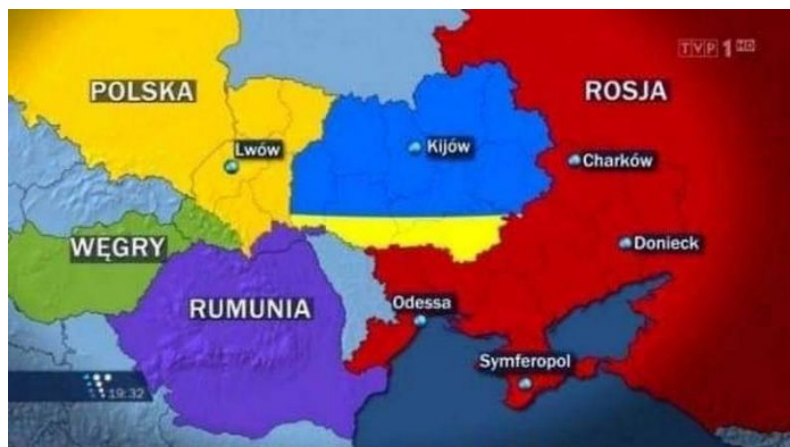 TVP 1 HD
POLSKA
ROSJA
Lwów
Kijów
Charków
WĘGRY
Donieck
RUMUNIA
Odessa
Symferopol
19:32